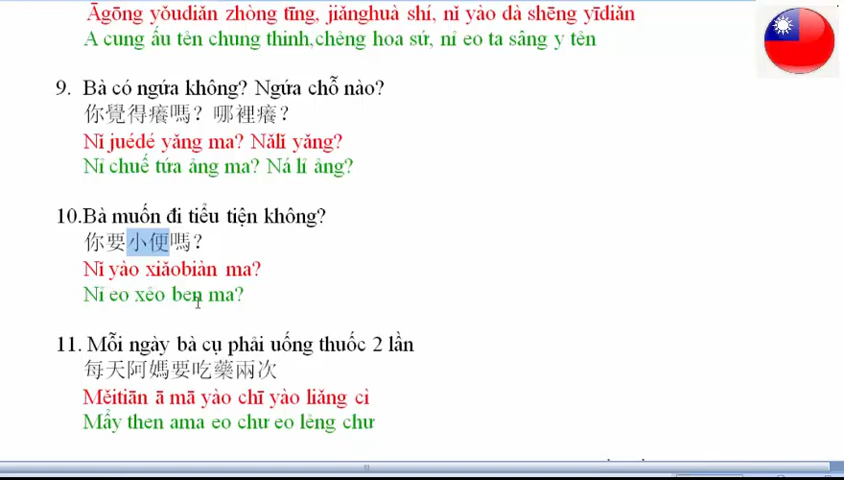 Āgōng yǒudiǎn zhòng tīng, jiǎnghuà shí, nǐ yào dà shēng yīdiǎn
A cung ấu tẻn chung thinh,chẻng hoa sứ, nỉ eo ta sâng y tẻn
9. Bà có ngứa không? Ngứa chỗ nào?
你覺得癢嗎? 哪裡癢?
Nǐ juédé yǎng ma? Nǎlǐ yǎng?
Nỉ chuế tứa ảng ma? Ná lỉ ảng?
10.Bà muốn đi tiểu tiện không?
你要小便嗎?
Nǐ yào xiǎobiàn ma?
Nỉ eo xẻo ben ma?
11. Mỗi ngày bà cụ phải uống thuốc 2 lần
每天阿媽要吃藥兩次
Měitiān ā mā yào chī yào liǎng cì
Mẩy then ama eo chư eo lẻng chư